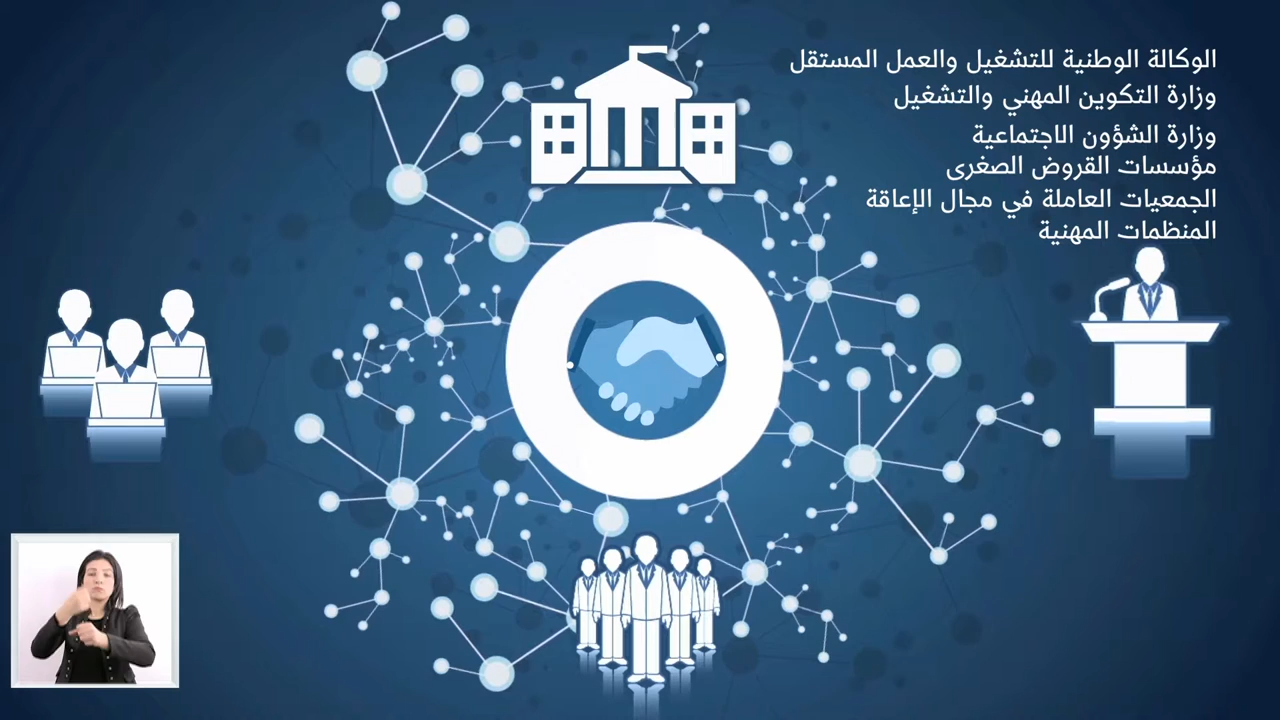 الوكالة الوطنية للتشغيل والعمل المستقل
وزارة التكوين المهني والتشغيل
وزارة الشؤون الاجتماعية
مؤسسات القروض الصغرى
الجمعيات العاملة في مجال الإعاقة
المنظمات المهنية